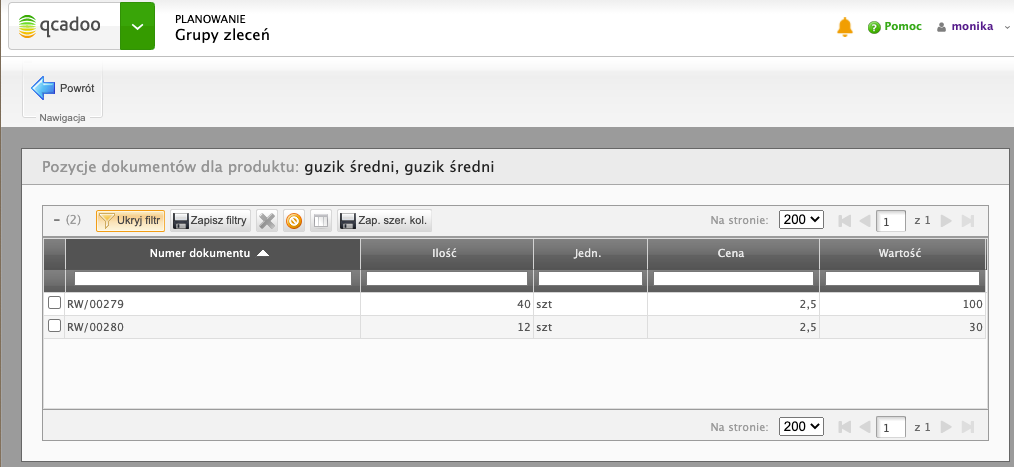 qcadoo
PLANOWANIE
Grupy zleceń
Pomoc
monika
Powrót
Nawigacja
Pozycje dokumentów dla produktu: guzik średni, guzik średni
(2) Ukryj filtr Zapisz filtry Zap. szer. kol. Na stronie: 200 1 z 1
Numer dokumentu Ilość Jedn. Cena Wartość
RW/00279 40 szt 2,5 100
RW/00280 12 szt 2,5 30
Na stronie: 200 1 z 1